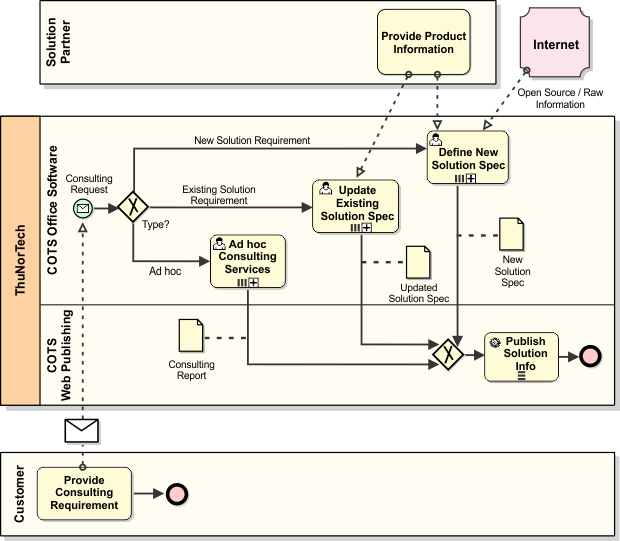 Solution
Partner
Provide Product
Information
Internet
Open Source / Raw
Information
ThuNorTech
COTS Office Software
New Solution Requirement
Define New
Solution Spec
Consulting
Request
Existing Solution
Requirement
Update
Existing
Solution Spec
Type?
Ad hoc
Ad hoc
Consulting
Services
New
Solution
Spec
Updated
Solution Spec
COTS
Web Publishing
Consulting
Report
Publish
Solution
Info
Customer
Provide
Consulting
Requirement